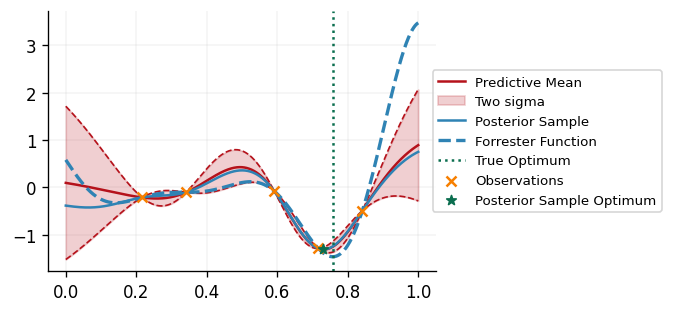 3
2
1
0
−1
0.0 0.2 0.4 0.6 0.8 1.0
Predictive Mean
Two sigma
Posterior Sample
Forrester Function
True Optimum
Observations
Posterior Sample Optimum